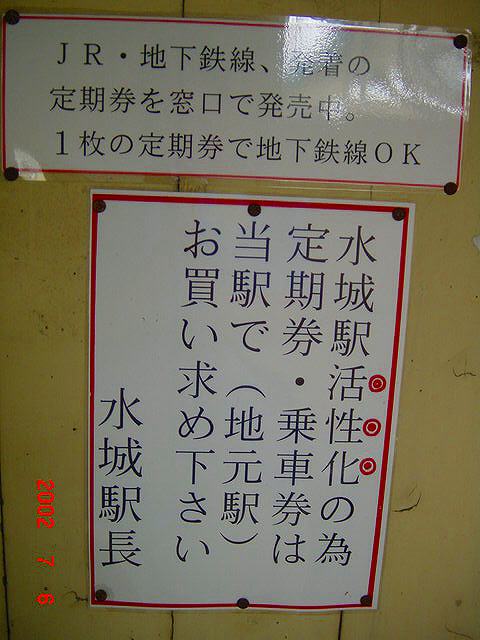 JR・地下鉄線、発着の
定期券を窓口で発売中。
1枚の定期券で地下鉄線OK
水城駅活性化の為
定期券・乗車券は
当駅で(地元駅)
お買い求め下さい
水城駅長
2002 7 6